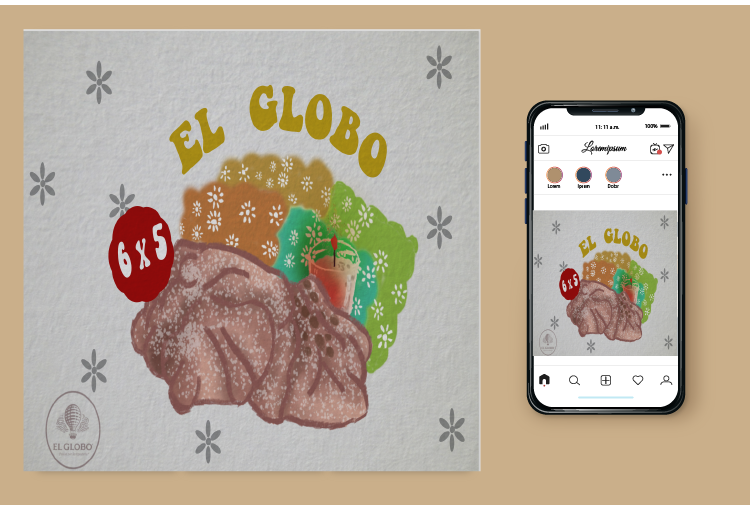 EL GLOBO
6 x 5
EL GLOBO
11:11 a.m.
100%
Loremipsum
Lorem
Ipsum
Dolor
EL GLOBO
6 x 5